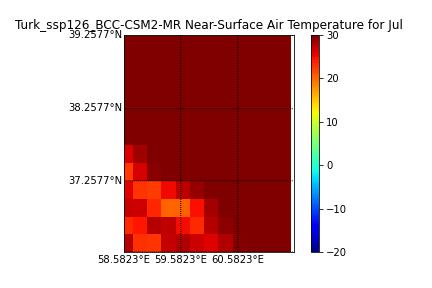 Turk_ssp126_BCC-CSM2-MR Near-Surface Air Temperature for Jul
39.2577°N
38.2577°N
37.2577°N
58.5823°E 59.5823°E 60.5823°E
30
20
10
0
−10
−20